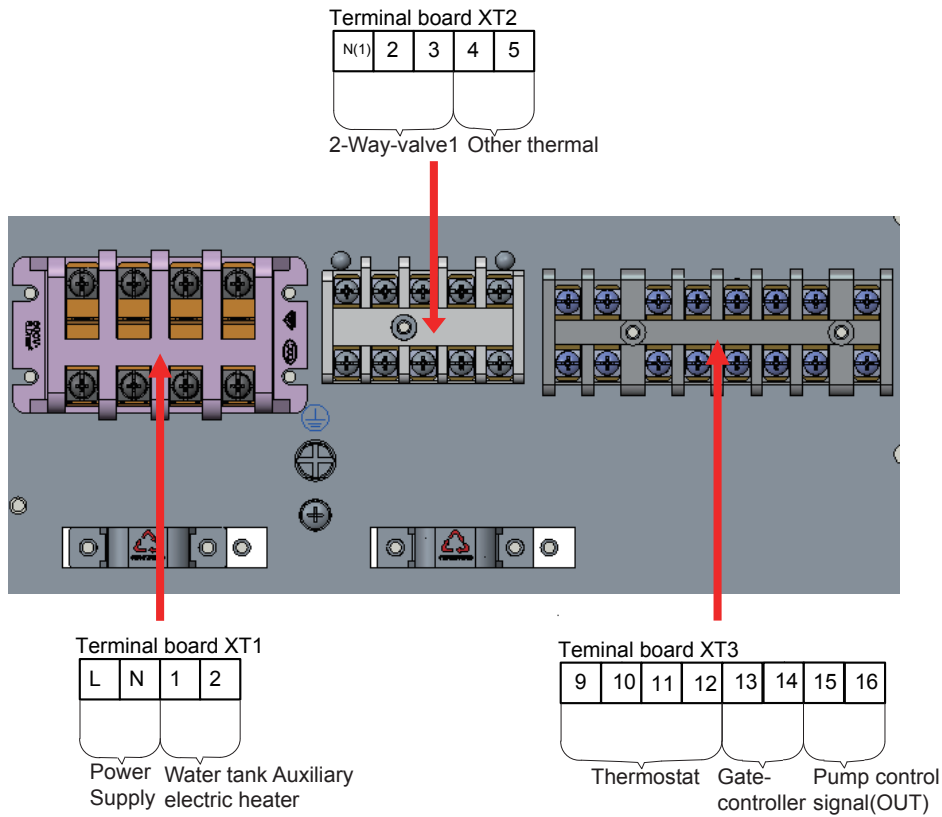 Terminal board XT2
N(1) 2 3 4 5
2-Way-valve1 Other thermal
Terminal board XT1
L N 1 2
Power Supply
Water tank Auxiliary electric heater
Teminal board XT3
9 10 11 12 13 14 15 16
Thermostat
Gate-controller
Pump control signal(OUT)